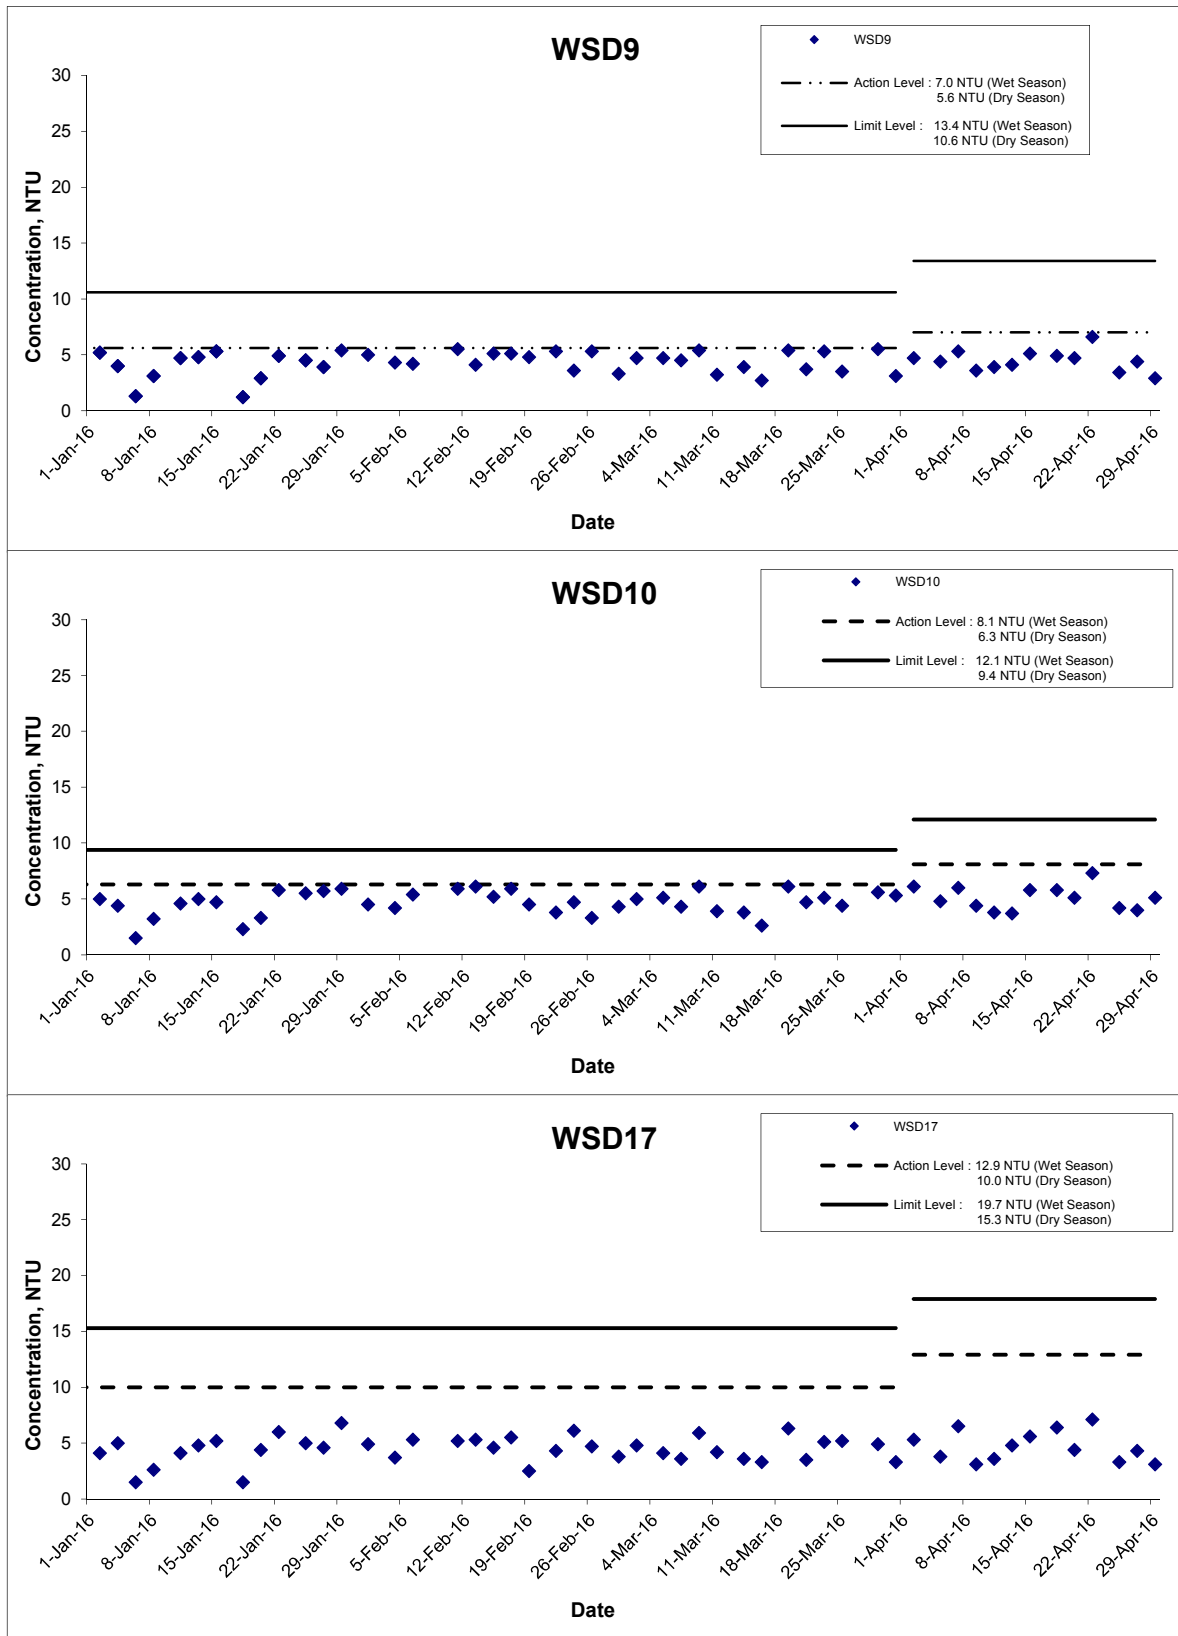 WSD9
WSD9
Action Level : 7.0 NTU (Wet Season)
5.6 NTU (Dry Season)
Limit Level : 13.4 NTU (Wet Season)
10.6 NTU (Dry Season)
Concentration, NTU
30
25
20
15
10
5
0
1-Jan-16
8-Jan-16
15-Jan-16
22-Jan-16
29-Jan-16
5-Feb-16
12-Feb-16
19-Feb-16
26-Feb-16
4-Mar-16
11-Mar-16
18-Mar-16
25-Mar-16
1-Apr-16
8-Apr-16
15-Apr-16
22-Apr-16
29-Apr-16
Date
WSD10
WSD10
Action Level : 8.1 NTU (Wet Season)
6.3 NTU (Dry Season)
Limit Level : 12.1 NTU (Wet Season)
9.4 NTU (Dry Season)
Concentration, NTU
30
25
20
15
10
5
0
1-Jan-16
8-Jan-16
15-Jan-16
22-Jan-16
29-Jan-16
5-Feb-16
12-Feb-16
19-Feb-16
26-Feb-16
4-Mar-16
11-Mar-16
18-Mar-16
25-Mar-16
1-Apr-16
8-Apr-16
15-Apr-16
22-Apr-16
29-Apr-16
Date
WSD17
WSD17
Action Level : 12.9 NTU (Wet Season)
10.0 NTU (Dry Season)
Limit Level : 19.7 NTU (Wet Season)
15.3 NTU (Dry Season)
Concentration, NTU
30
25
20
15
10
5
0
1-Jan-16
8-Jan-16
15-Jan-16
22-Jan-16
29-Jan-16
5-Feb-16
12-Feb-16
19-Feb-16
26-Feb-16
4-Mar-16
11-Mar-16
18-Mar-16
25-Mar-16
1-Apr-16
8-Apr-16
15-Apr-16
22-Apr-16
29-Apr-16
Date